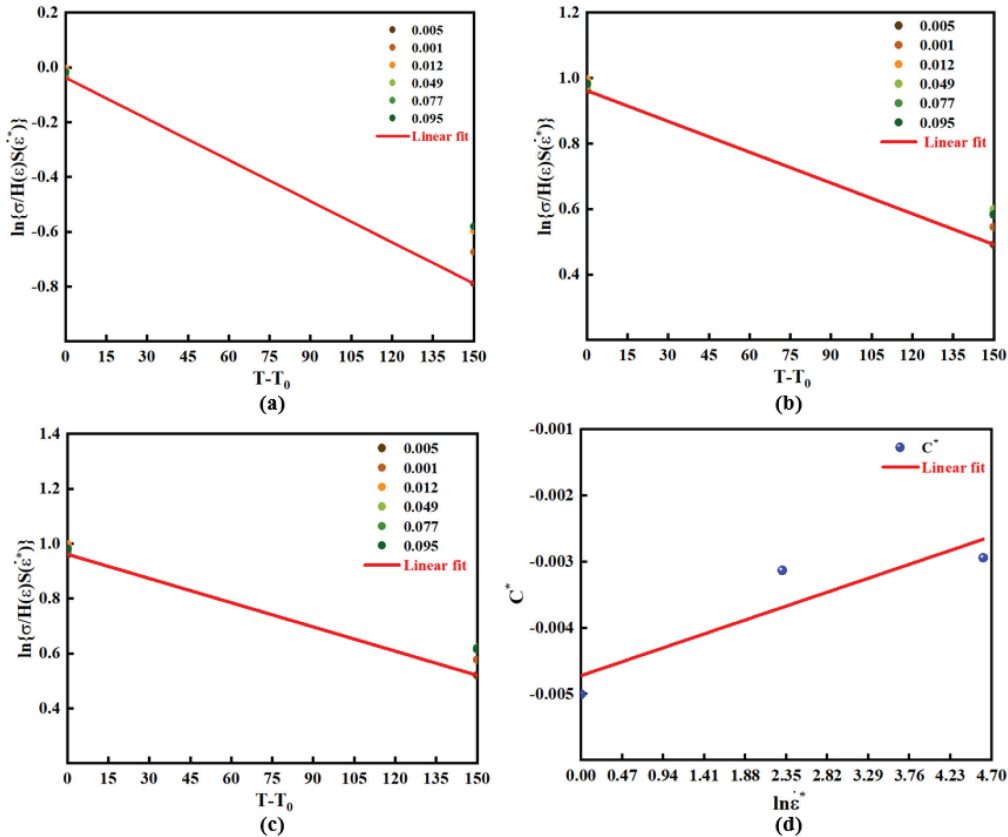 0.2
0.0
-0.2
-0.4
-0.6
-0.8
ln{σ/H(ε)S(ε̇*)}
0.005
0.001
0.012
0.049
0.077
0.095
Linear fit
0 15 30 45 60 75 90 105 120 135 150
T-T₀
(a)
1.2
1.0
0.8
0.6
0.4
ln{σ/H(ε)S(ε̇*)}
0.005
0.001
0.012
0.049
0.077
0.095
Linear fit
0 15 30 45 60 75 90 105 120 135 150
T-T₀
(b)
1.4
1.2
1.0
0.8
0.6
0.4
ln{σ/H(ε)S(ε̇*)}
0.005
0.001
0.012
0.049
0.077
0.095
Linear fit
0 15 30 45 60 75 90 105 120 135 150
T-T₀
(c)
-0.001
-0.002
-0.003
-0.004
-0.005
C*
C*
Linear fit
0.00 0.47 0.94 1.41 1.88 2.35 2.82 3.29 3.76 4.23 4.70
lnε̇*
(d)